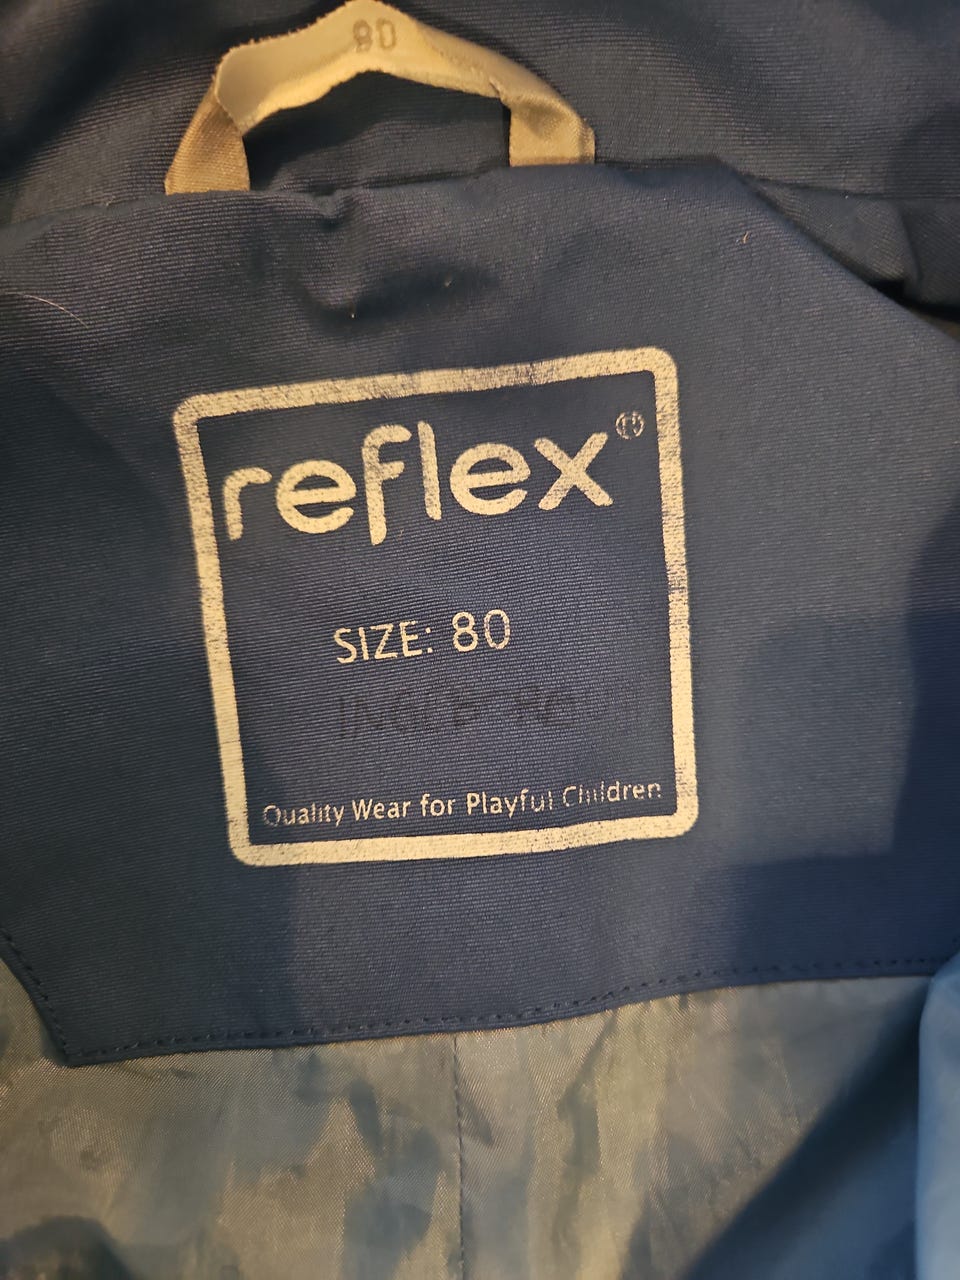 80
reflex®
SIZE: 80
Quality Wear for Playful Children